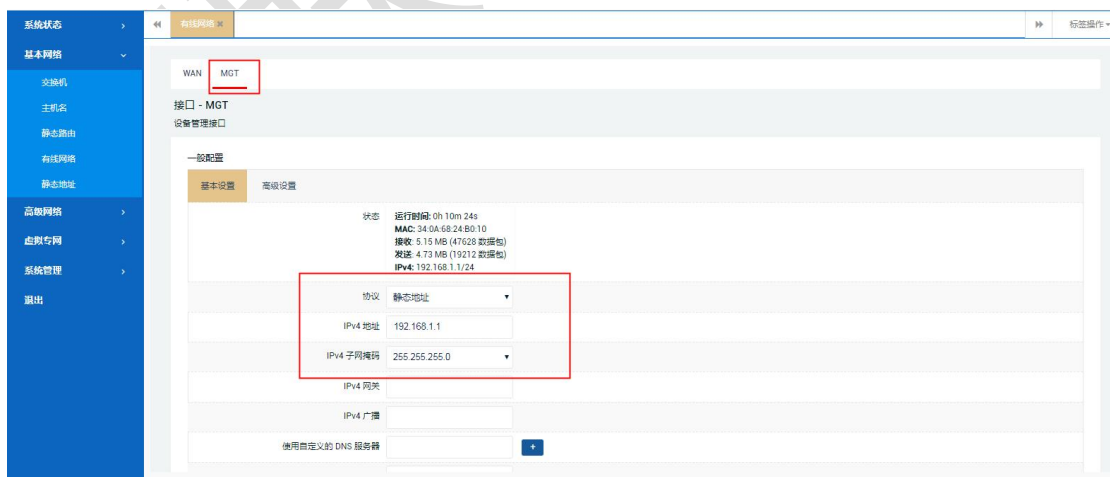 系统状态
基本网络
交换机
主机名
静态路由
有线网络
静态地址
高级网络
虚拟专网
系统管理
退出
有线网络 ×
标签操作
WAN MGT
接口 - MGT
设备管理接口
一般配置
基本设置 高级设置
状态 运行时间: 0h 10m 24s
MAC: 34:0A:68:24:B0:10
接收: 5.15 MB (47628 数据包)
发送: 4.73 MB (19212 数据包)
IPv4: 192.168.1.1/24
协议 静态地址
IPv4 地址 192.168.1.1
IPv4 子网掩码 255.255.255.0
IPv4 网关
IPv4 广播
使用自定义的 DNS 服务器 +